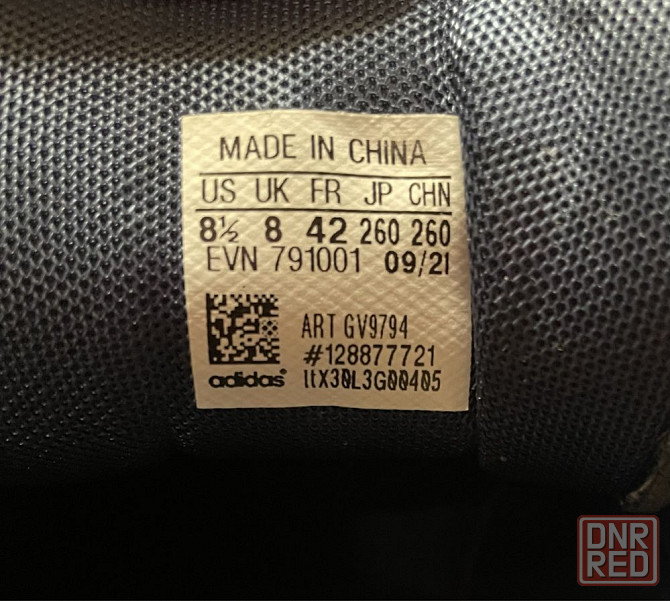 MADE IN CHINA
US UK FR JP CHN
8½ 8 42 260 260
EVN 791001 09/21
ART GV9794
#128877721
adidas® ttX30L3G00405
DNR
RED